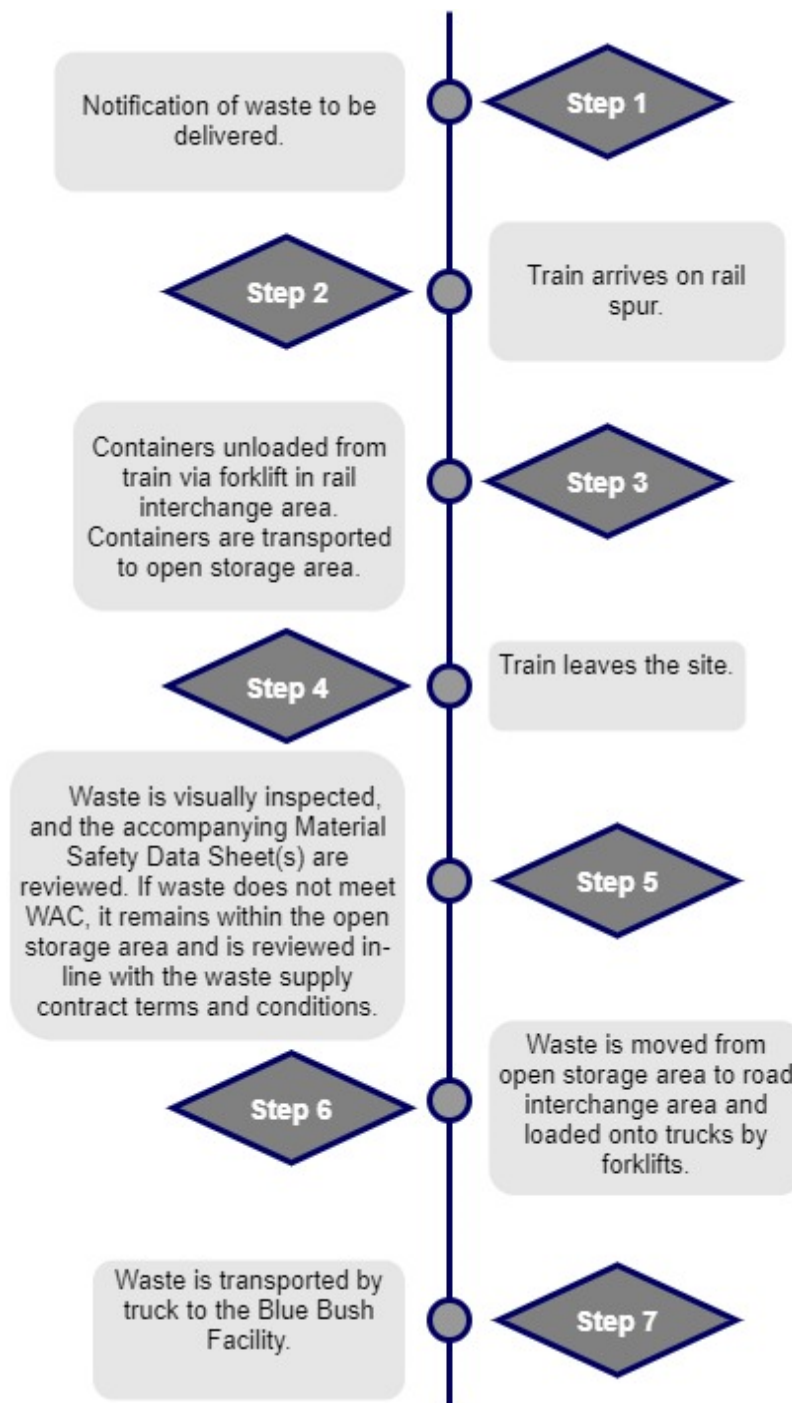 Notification of waste to be
delivered.
Step 1
Step 2
Train arrives on rail
spur.
Containers unloaded from
train via forklift in rail
interchange area.
Containers are transported
to open storage area.
Step 3
Step 4
Train leaves the site.
Waste is visually inspected,
and the accompanying Material
Safety Data Sheet(s) are
reviewed. If waste does not meet
WAC, it remains within the open
storage area and is reviewed in-
line with the waste supply
contract terms and conditions.
Step 5
Step 6
Waste is moved from
open storage area to road
interchange area and
loaded onto trucks by
forklifts.
Waste is transported by
truck to the Blue Bush
Facility.
Step 7